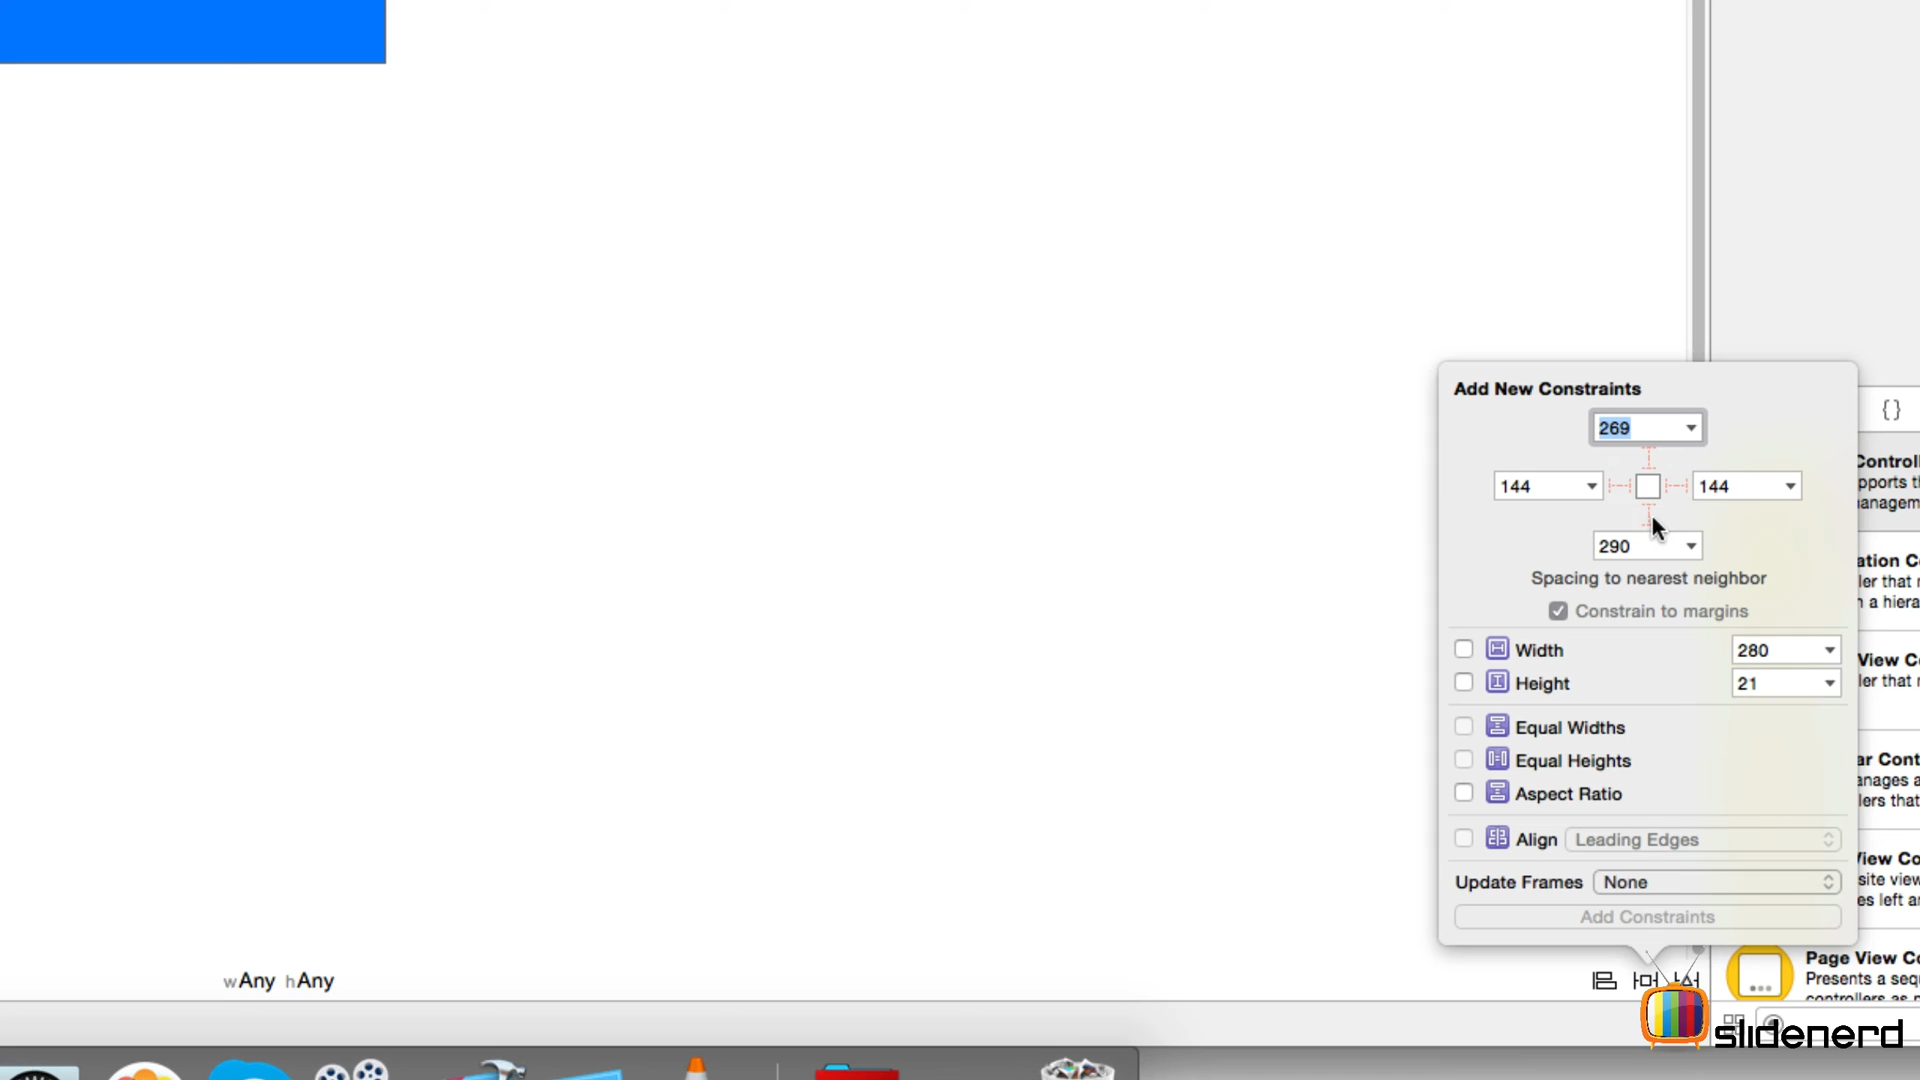 Add New Constraints
269
144
144
290
Spacing to nearest neighbor
Constrain to margins
Width 280
Height 21
Equal Widths
Equal Heights
Aspect Ratio
Align Leading Edges
Update Frames None
Add Constraints
wAny hAny
{}
View
Page View
Presents a
slidenerd